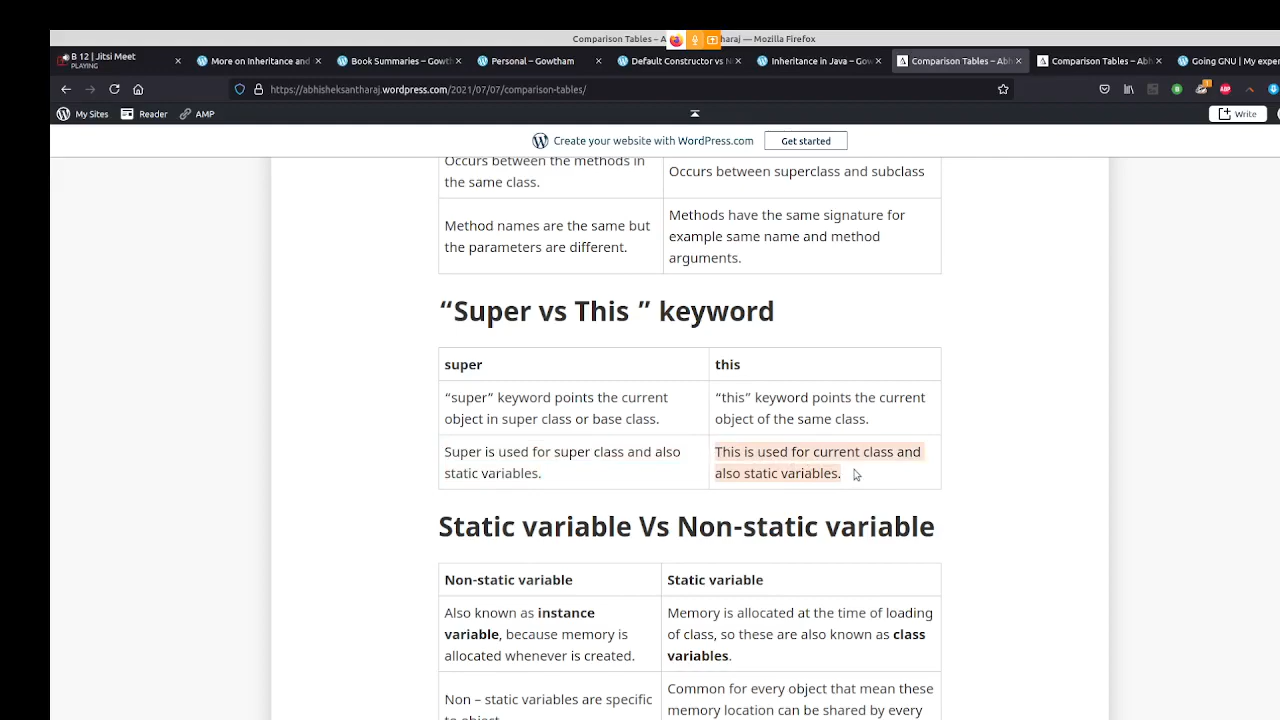 Comparison Tables – A haraj — Mozilla Firefox
B 12 | Jitsi Meet
PLAYING
More on Inheritance and
Book Summaries – Gowth
Personal – Gowtham
Default Constructor vs N
Inheritance in Java – Gow
Comparison Tables – Abh
Comparison Tables – Abh
Going GNU | My exper
https://abhisheksantharaj.wordpress.com/2021/07/07/comparison-tables/
My Sites Reader AMP Write
Create your website with WordPress.com Get started
Occurs between the methods in
the same class.
Occurs between superclass and subclass
Method names are the same but
the parameters are different.
Methods have the same signature for
example same name and method
arguments.
“Super vs This ” keyword
super
this
“super” keyword points the current
object in super class or base class.
“this” keyword points the current
object of the same class.
Super is used for super class and also
static variables.
This is used for current class and
also static variables.
Static variable Vs Non-static variable
Non-static variable
Static variable
Also known as instance
variable, because memory is
allocated whenever is created.
Memory is allocated at the time of loading
of class, so these are also known as class
variables.
Non – static variables are specific
to object
Common for every object that mean these
memory location can be shared by every